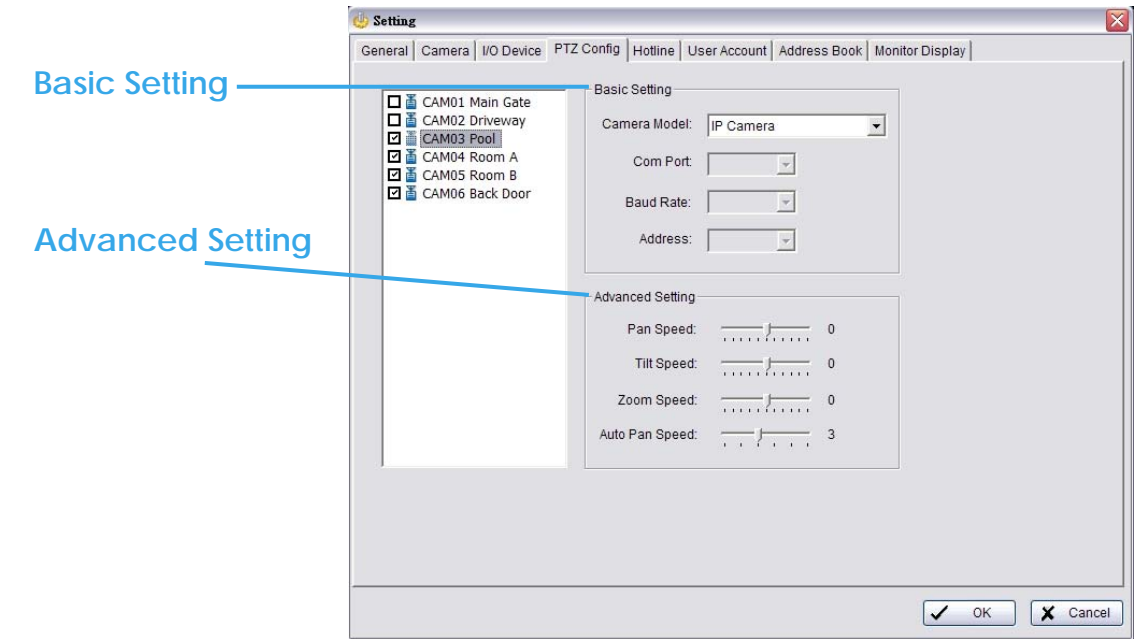 Setting
General Camera I/O Device PTZ Config Hotline User Account Address Book Monitor Display
Basic Setting
CAM01 Main Gate
CAM02 Driveway
CAM03 Pool
CAM04 Room A
CAM05 Room B
CAM06 Back Door
Basic Setting
Camera Model: IP Camera
Com Port:
Baud Rate:
Address:
Advanced Setting
Advanced Setting
Pan Speed: 0
Tilt Speed: 0
Zoom Speed: 0
Auto Pan Speed: 3
OK Cancel